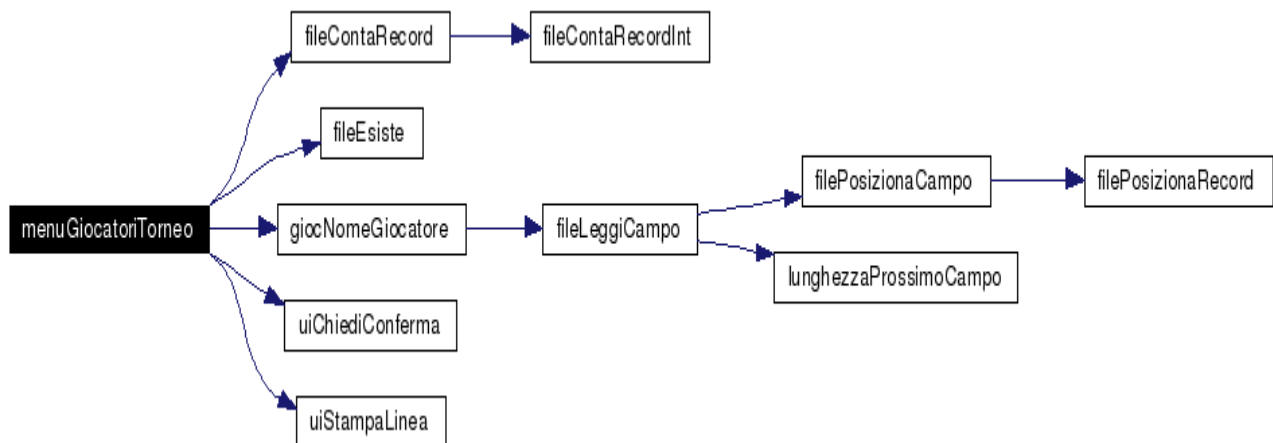 fileContaRecord
fileContaRecordInt
fileEsiste
filePosizionaCampo
filePosizionaRecord
menuGiocatoriTorneo
giocNomeGiocatore
fileLeggiCampo
lunghezzaProssimoCampo
uiChiediConferma
uiStampaLinea